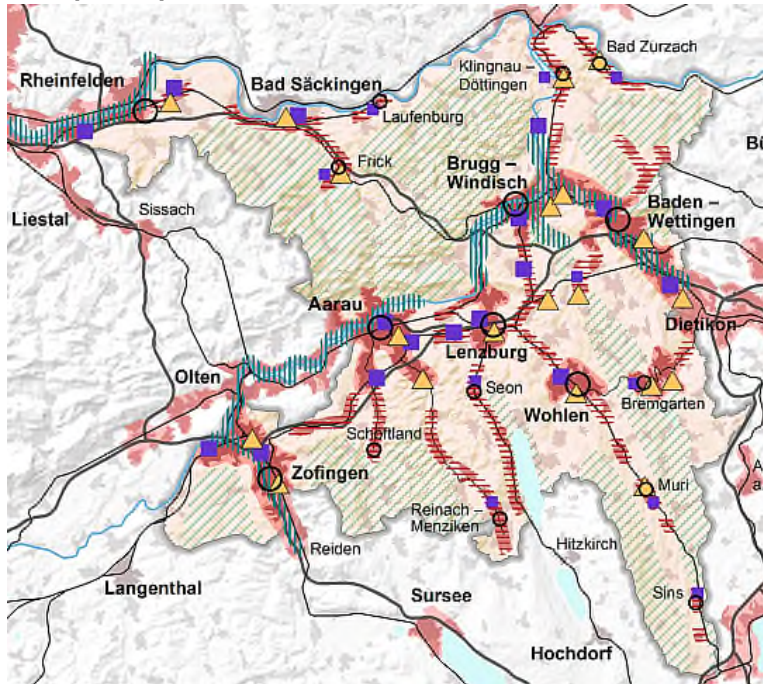 Bad Zurzach
Klingnau –
Döttingen
Rheinfelden
Bad Säckingen
Laufenburg
Bü
Frick
Brugg –
Windisch
Baden –
Wettingen
Liestal
Sissach
Aarau
Dietikon
Lenzburg
Olten
Seon
Wohlen
Bremgarten
Schöftland
Zofingen
Muri
Reinach –
Menziken
Reiden
Hitzkirch
Langenthal
Sins
Sursee
Hochdorf
A
a